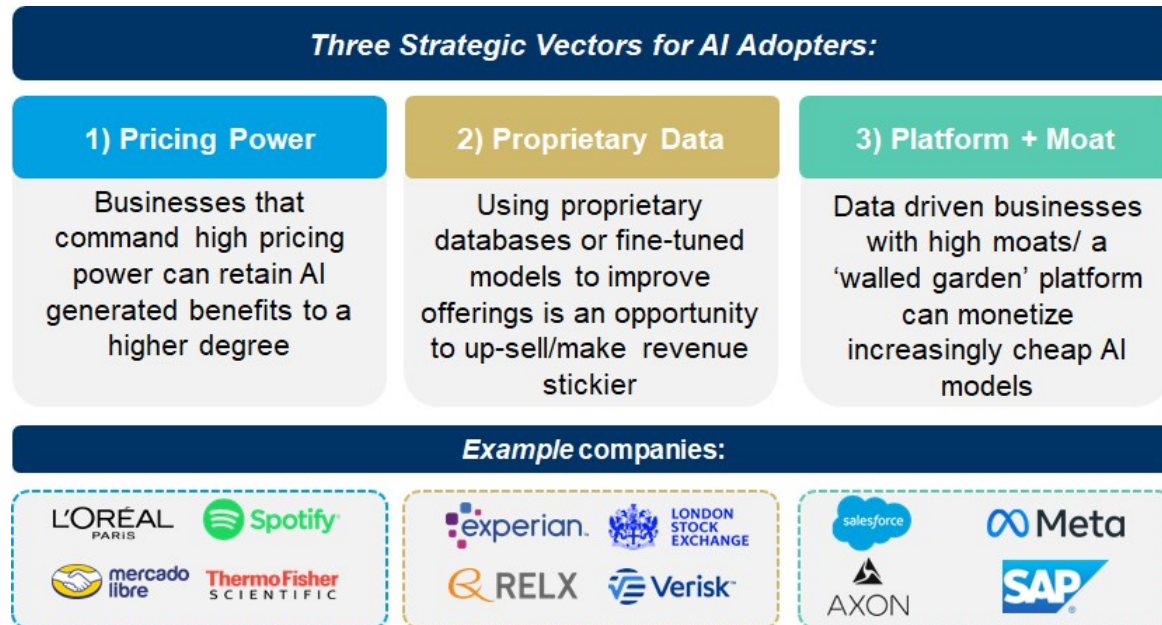 Three Strategic Vectors for AI Adopters:
1) Pricing Power
Businesses that
command high pricing
power can retain AI
generated benefits to a
higher degree
2) Proprietary Data
Using proprietary
databases or fine-tuned
models to improve
offerings is an opportunity
to up-sell/make revenue
stickier
3) Platform + Moat
Data driven businesses
with high moats/ a
‘walled garden’ platform
can monetize
increasingly cheap AI
models
Example companies:
L'ORÉAL
PARIS
Spotify
mercado
libre
ThermoFisher
SCIENTIFIC
experian.
LONDON
STOCK
EXCHANGE
RELX
Verisk™
salesforce
Meta
AXON
SAP